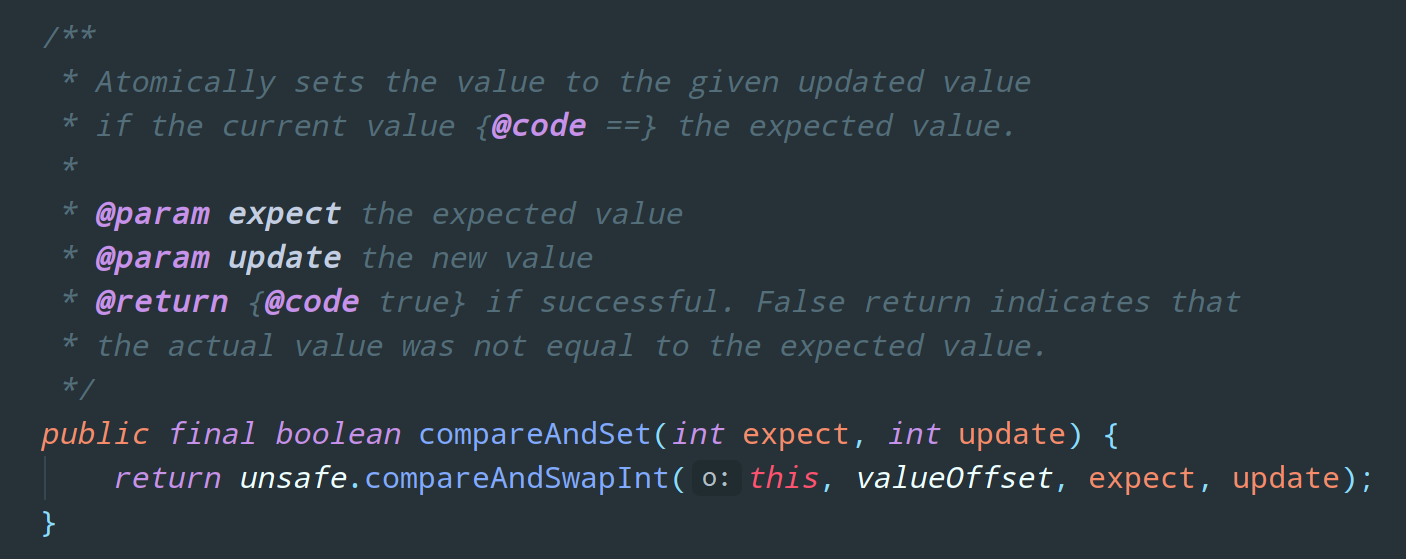 /**
 * Atomically sets the value to the given updated value
 * if the current value {@code ==} the expected value.
 *
 * @param expect the expected value
 * @param update the new value
 * @return {@code true} if successful. False return indicates that
 * the actual value was not equal to the expected value.
 */
public final boolean compareAndSet(int expect, int update) {
    return unsafe.compareAndSwapInt( o: this, valueOffset, expect, update);
}